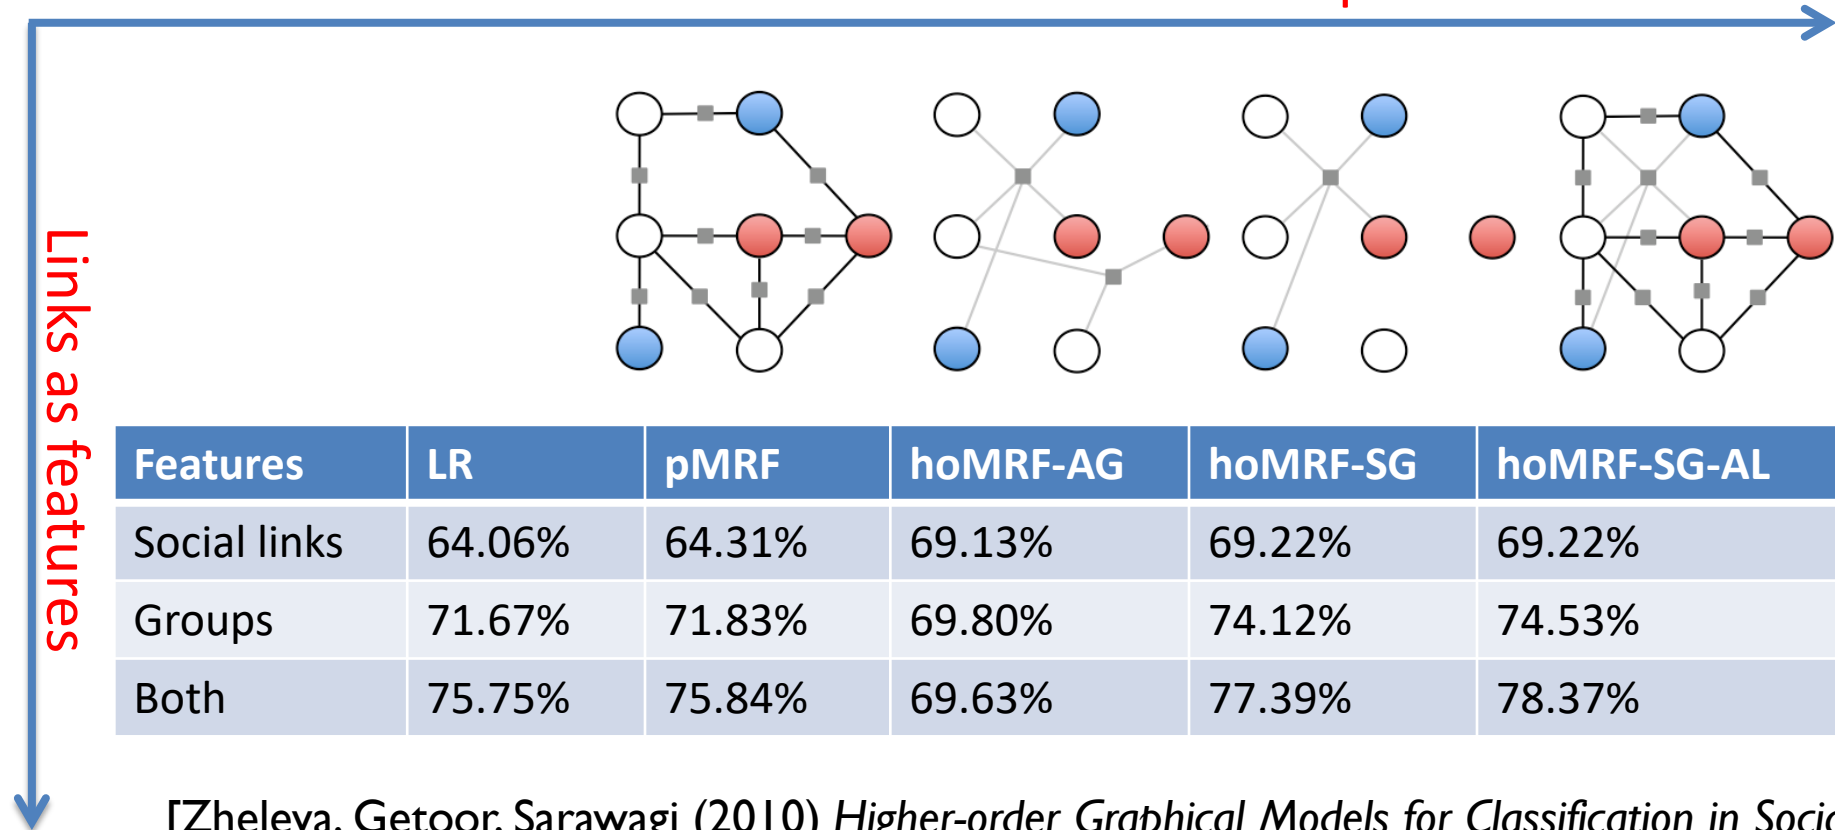 Links as features
Features LR pMRF hoMRF-AG hoMRF-SG hoMRF-SG-AL
Social links 64.06% 64.31% 69.13% 69.22% 69.22%
Groups 71.67% 71.83% 69.80% 74.12% 74.53%
Both 75.75% 75.84% 69.63% 77.39% 78.37%
[Zheleva, Getoor, Sarawagi (2010) Higher-order Graphical Models for Classification in